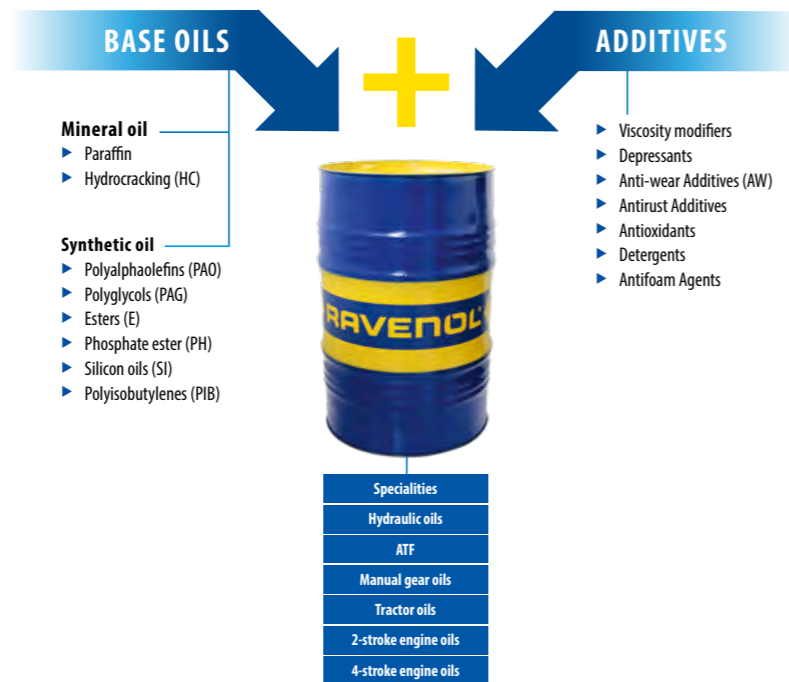 BASE OILS
ADDITIVES
Mineral oil
Paraffin
Hydrocracking (HC)
Synthetic oil
Polyalphaolefins (PAO)
Polyglycols (PAG)
Esters (E)
Phosphate ester (PH)
Silicon oils (SI)
Polyisobutylenes (PIB)
Viscosity modifiers
Depressants
Anti-wear Additives (AW)
Antirust Additives
Antioxidants
Detergents
Antifoam Agents
RAVENOL
Specialities
Hydraulic oils
ATF
Manual gear oils
Tractor oils
2-stroke engine oils
4-stroke engine oils